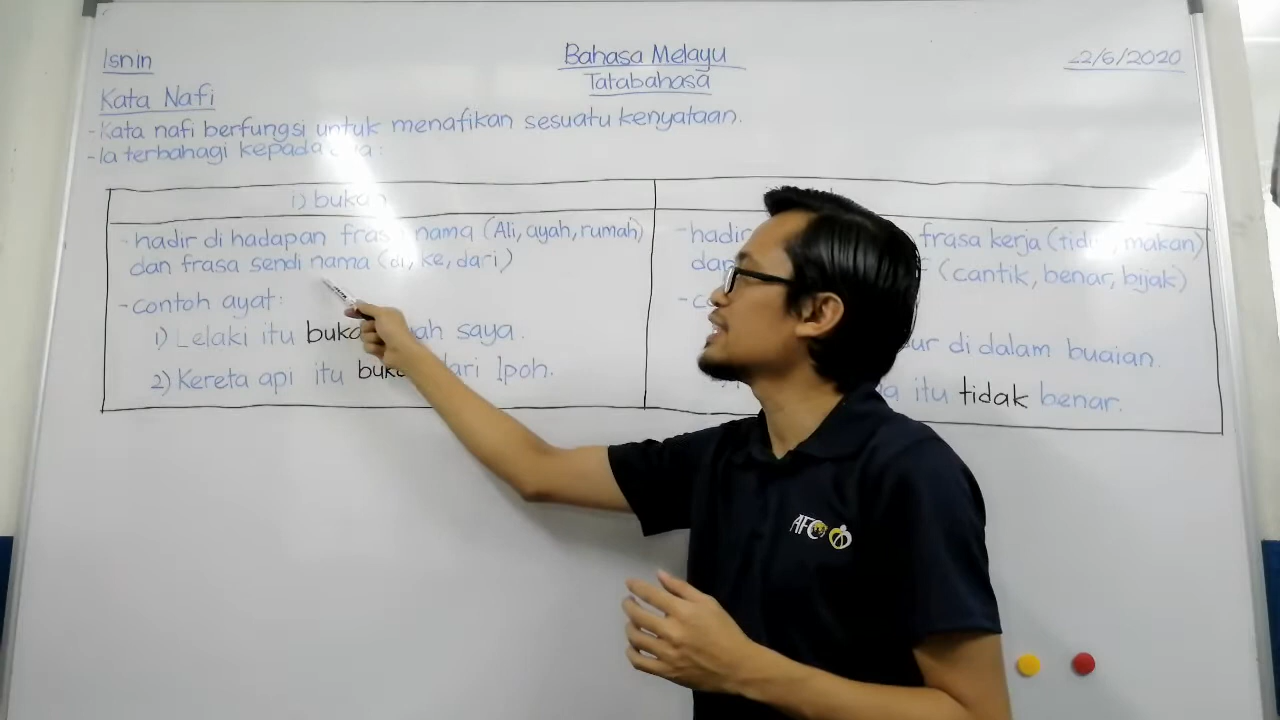 Isnin
Bahasa Melayu
22/6/2020
Tatabahasa
Kata Nafi
-Kata nafi berfungsi untuk menafikan sesuatu kenyataan.
-Ia terbahagi kepada
i) bukan
-hadir di hadapan frasa nama (Ali, ayah, rumah)
dan frasa sendi nama (di, ke, dari)
-contoh ayat:
1) Lelaki itu bukan saya.
2) Kereta api itu bukan dari Ipoh.
-hadir frasa kerja (tidur, makan)
(cantik, benar, bijak)
di dalam buaian.
itu tidak benar.
AFC